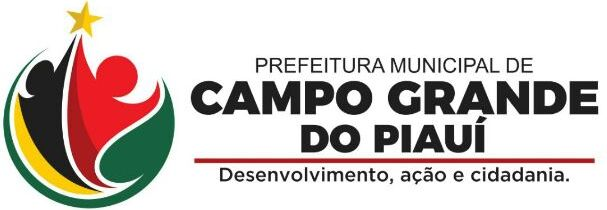 PREFEITURA MUNICIPAL DE
CAMPO GRANDE
DO PIAUÍ
Desenvolvimento, ação e cidadania.